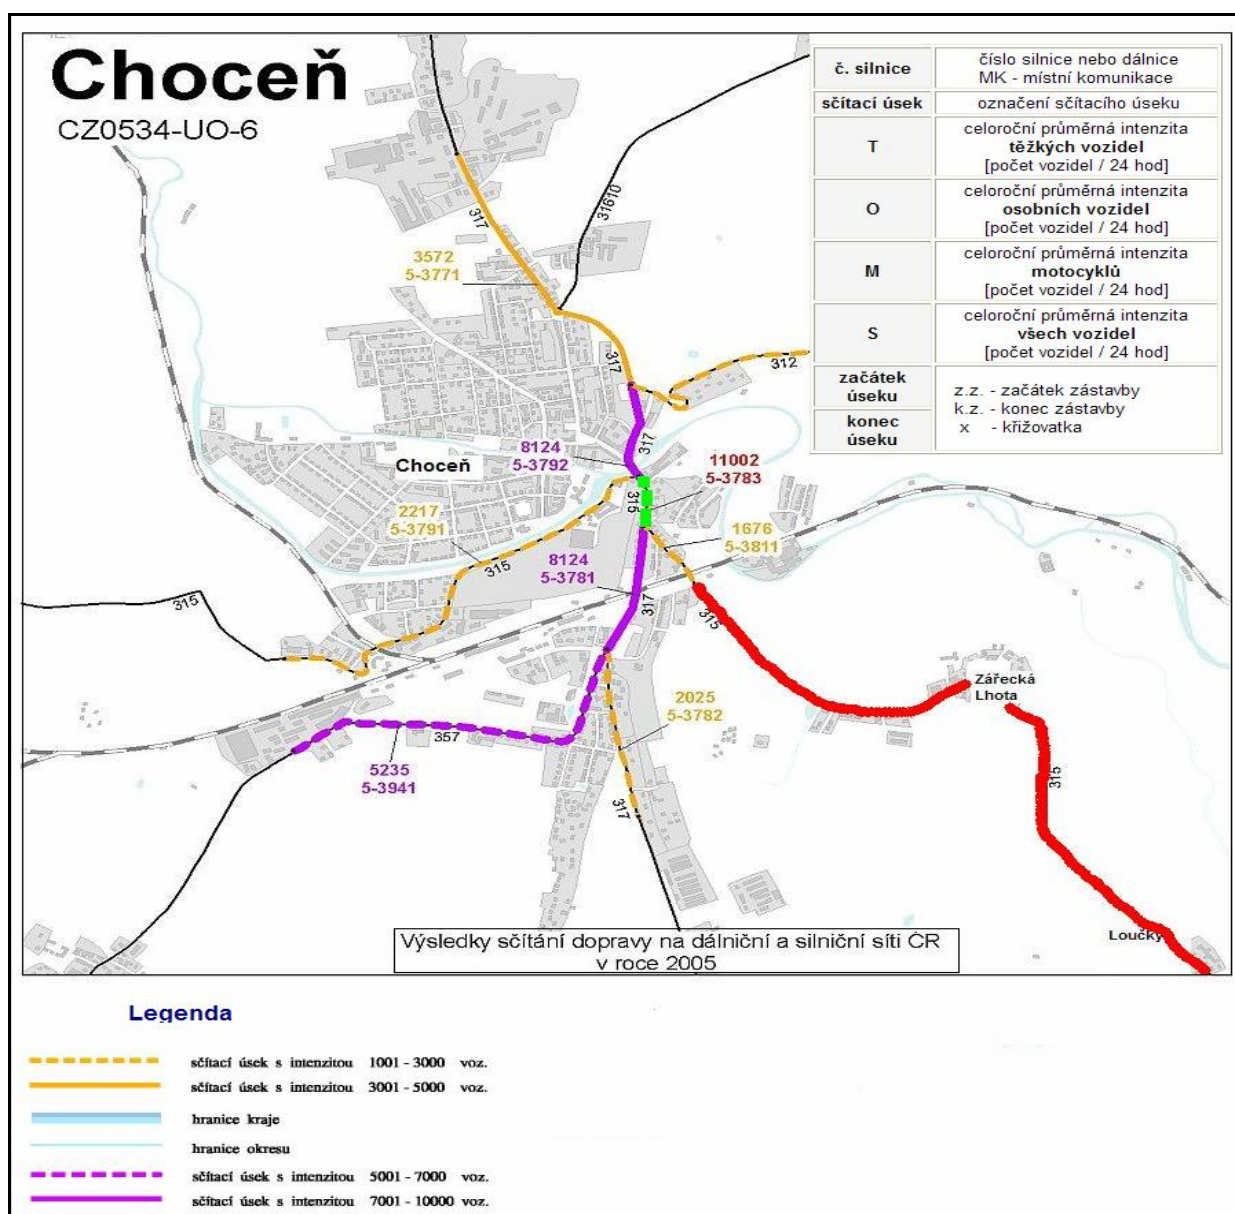 Choceň
CZ0534-UO-6
č. silnice
číslo silnice nebo dálnice
MK - místní komunikace
sčítací úsek
označení sčítacího úseku
T
celoroční průměrná intenzita
těžkých vozidel
[počet vozidel / 24 hod]
O
celoroční průměrná intenzita
osobních vozidel
[počet vozidel / 24 hod]
M
celoroční průměrná intenzita
motocyklů
[počet vozidel / 24 hod]
S
celoroční průměrná intenzita
všech vozidel
[počet vozidel / 24 hod]
začátek
úseku
konec
úseku
z.z. - začátek zástavby
k.z. - konec zástavby
x - křižovatka
317
31610
3572
5-3771
317
312
317
8124
5-3792
Choceň
11002
5-3783
315
2217
5-3791
1676
5-3811
315
8124
5-3781
317
315
315
2025
5-3782
Zářecká
Lhota
357
5235
5-3941
317
315
Loučky
Výsledky sčítání dopravy na dálniční a silniční síti ČR
v roce 2005
Legenda
sčítací úsek s intenzitou 1001 - 3000 voz.
sčítací úsek s intenzitou 3001 - 5000 voz.
hranice kraje
hranice okresu
sčítací úsek s intenzitou 5001 - 7000 voz.
sčítací úsek s intenzitou 7001 - 10000 voz.